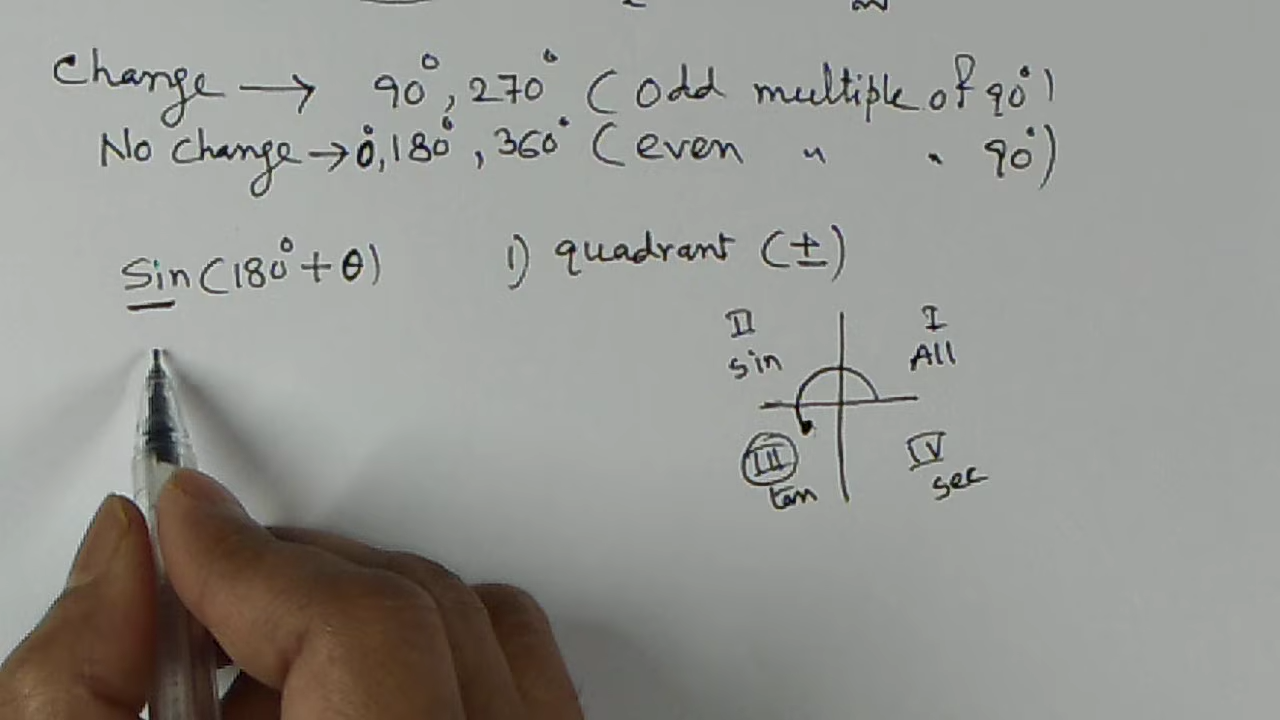 Change → 90°, 270° (Odd multiple of 90°)
No change → 0°, 180°, 360° (even " " 90°)
Sin(180° + θ) 1) quadrant (±)
II I
sin All
III IV
tan sec